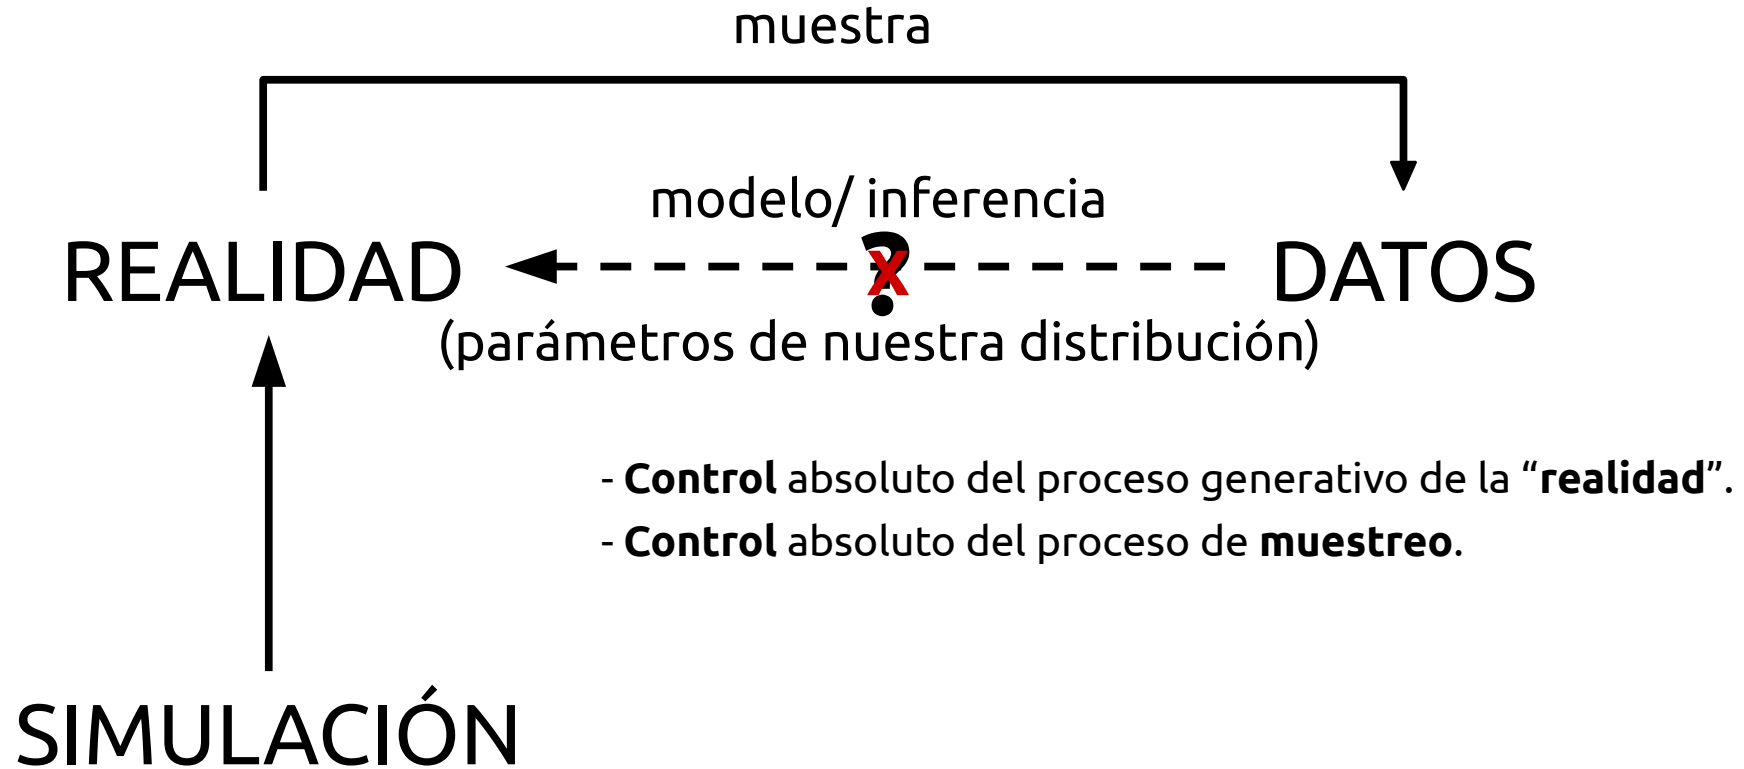 muestra
modelo/ inferencia
REALIDAD
?
X
DATOS
(parámetros de nuestra distribución)
- Control absoluto del proceso generativo de la “realidad”.
- Control absoluto del proceso de muestreo.
SIMULACIÓN